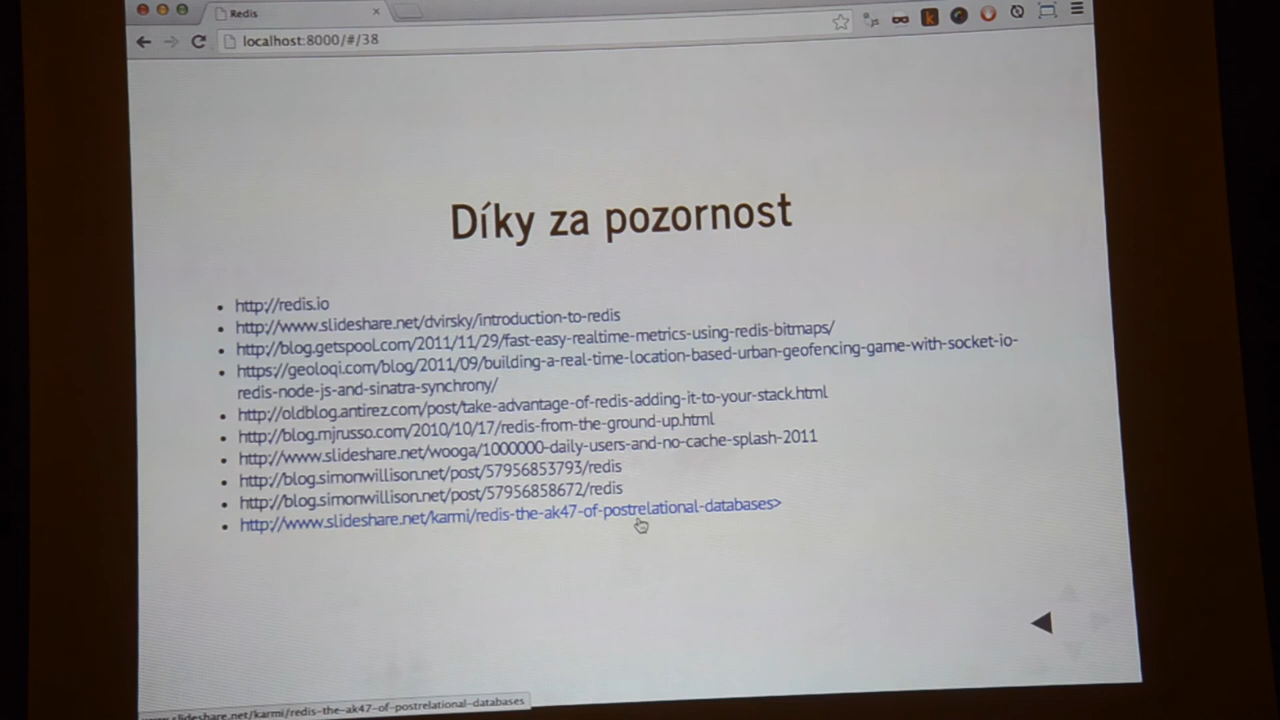 Redis
localhost:8000/#/38
Díky za pozornost
http://redis.io
http://www.slideshare.net/dvirsky/introduction-to-redis
http://blog.getspool.com/2011/11/29/fast-easy-realtime-metrics-using-redis-bitmaps/
https://geoloqi.com/blog/2011/09/building-a-real-time-location-based-urban-geofencing-game-with-socket-io-
redis-node-js-and-sinatra-synchrony/
http://oldblog.antirez.com/post/take-advantage-of-redis-adding-it-to-your-stack.html
http://blog.mjrusso.com/2010/10/17/redis-from-the-ground-up.html
http://www.slideshare.net/wooga/1000000-daily-users-and-no-cache-splash-2011
http://blog.simonwillison.net/post/57956853793/redis
http://blog.simonwillison.net/post/57956858672/redis
http://www.slideshare.net/karmi/redis-the-ak47-of-postrelational-databases>
www.slideshare.net/karmi/redis-the-ak47-of-postrelational-databases